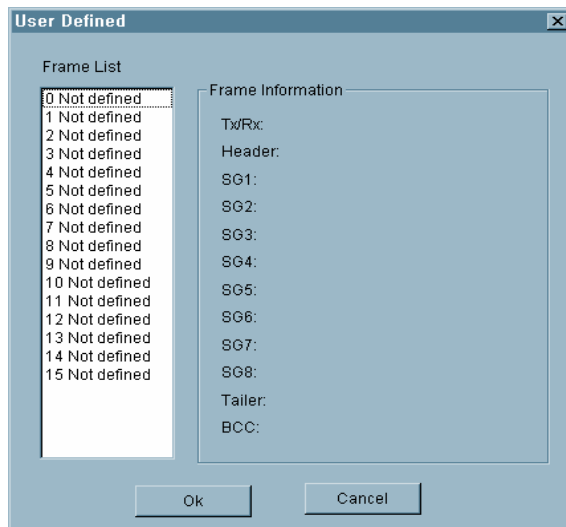 User Defined
Frame List
0 Not defined
1 Not defined
2 Not defined
3 Not defined
4 Not defined
5 Not defined
6 Not defined
7 Not defined
8 Not defined
9 Not defined
10 Not defined
11 Not defined
12 Not defined
13 Not defined
14 Not defined
15 Not defined
Frame Information
Tx/Rx:
Header:
SG1:
SG2:
SG3:
SG4:
SG5:
SG6:
SG7:
SG8:
Tailer:
BCC:
Ok
Cancel